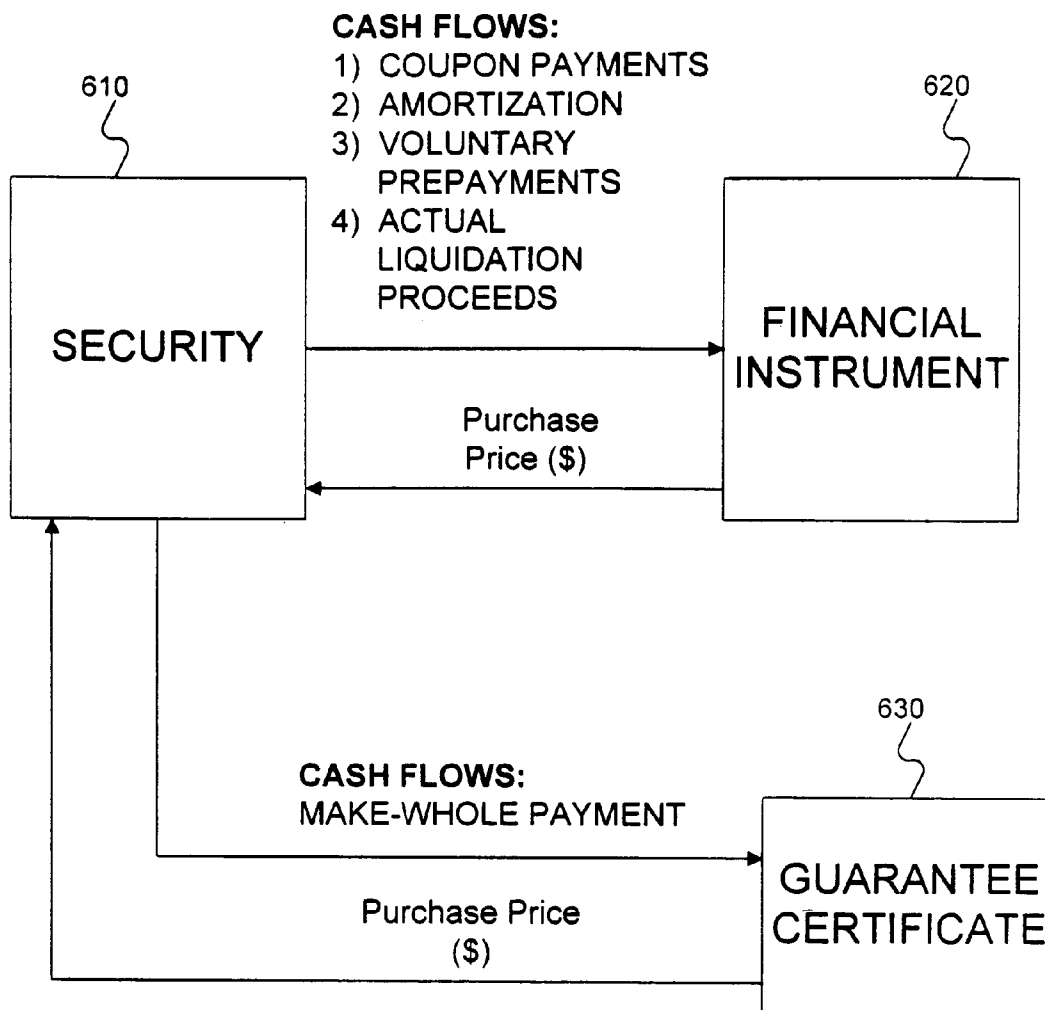 CASH FLOWS:
1) COUPON PAYMENTS
2) AMORTIZATION
3) VOLUNTARY
PREPAYMENTS
4) ACTUAL
LIQUIDATION
PROCEEDS
610
620
SECURITY
FINANCIAL
INSTRUMENT
Purchase
Price ($)
630
CASH FLOWS:
MAKE-WHOLE PAYMENT
GUARANTEE
CERTIFICATE
Purchase Price
($)